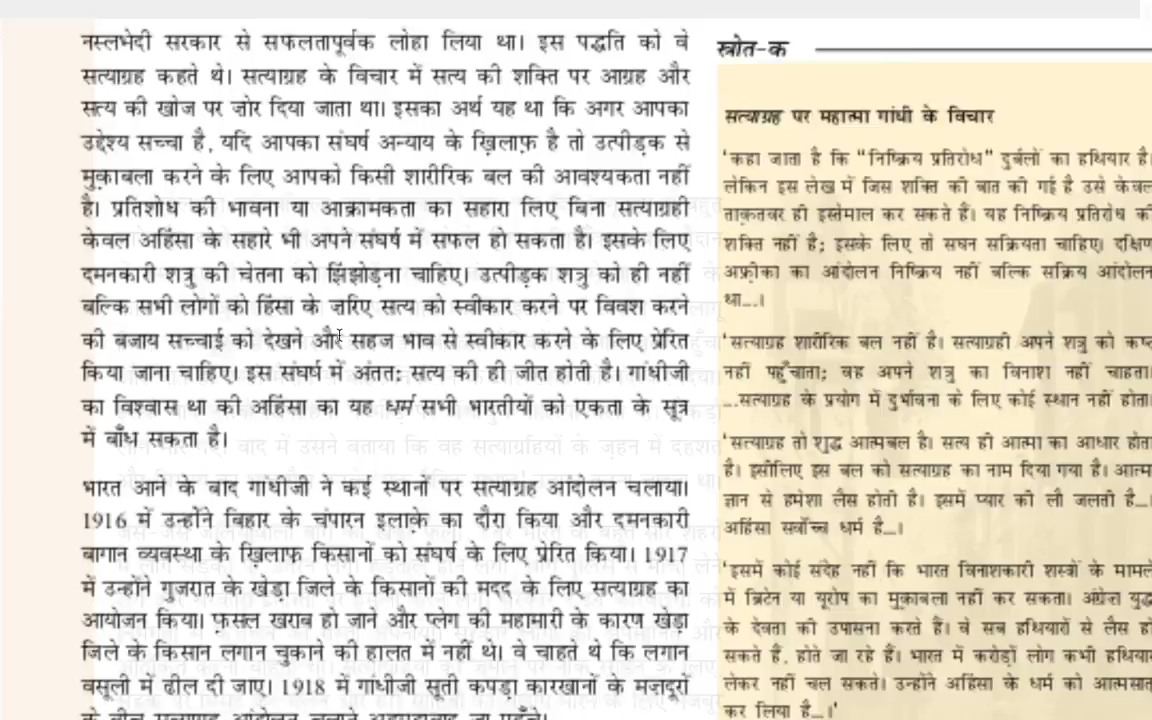 नस्लभेदी सरकार से सफलतापूर्वक लोहा लिया था। इस पद्धति को वे
सत्याग्रह कहते थे। सत्याग्रह के विचार में सत्य की शक्ति पर आग्रह और
सत्य की खोज पर ज़ोर दिया जाता था। इसका अर्थ यह था कि अगर आपका
उद्देश्य सच्चा है, यदि आपका संघर्ष अन्याय के ख़िलाफ़ है तो उत्पीड़क से
मुक़ाबला करने के लिए आपको किसी शारीरिक बल की आवश्यकता नहीं
है। प्रतिशोध की भावना या आक्रामकता का सहारा लिए बिना सत्याग्रही
केवल अहिंसा के सहारे भी अपने संघर्ष में सफल हो सकता है। इसके लिए
दमनकारी शत्रु की चेतना को झिंझोड़ना चाहिए। उत्पीड़क शत्रु को ही नहीं
बल्कि सभी लोगों को हिंसा के ज़रिए सत्य को स्वीकार करने पर विवश करने
की बजाय सच्चाई को देखने और सहज भाव से स्वीकार करने के लिए प्रेरित
किया जाना चाहिए। इस संघर्ष में अंतत: सत्य की ही जीत होती है। गांधीजी
का विश्वास था की अहिंसा का यह धर्म सभी भारतीयों को एकता के सूत्र
में बाँध सकता है।
भारत आने के बाद गांधीजी ने कई स्थानों पर सत्याग्रह आंदोलन चलाया।
1916 में उन्होंने बिहार के चंपारन इलाक़े का दौरा किया और दमनकारी
बागान व्यवस्था के ख़िलाफ़ किसानों को संघर्ष के लिए प्रेरित किया। 1917
में उन्होंने गुजरात के खेड़ा जिले के किसानों की मदद के लिए सत्याग्रह का
आयोजन किया। फ़सल खराब हो जाने और प्लेग की महामारी के कारण खेड़ा
जिले के किसान लगान चुकाने की हालत में नहीं थे। वे चाहते थे कि लगान
वसूली में ढील दी जाए। 1918 में गांधीजी सूती कपड़ा कारखानों के मज़दूरों
के बीच सत्याग्रह आंदोलन चलाने अहमदाबाद जा पहुँचे।
स्रोत-क
सत्याग्रह पर महात्मा गांधी के विचार
'कहा जाता है कि “निष्क्रिय प्रतिरोध” दुर्बलों का हथियार है।
लेकिन इस लेख में जिस शक्ति की बात की गई है उसे केवल
ताक़तवर ही इस्तेमाल कर सकते हैं। यह निष्क्रिय प्रतिरोध की
शक्ति नहीं है; इसके लिए तो सघन सक्रियता चाहिए। दक्षिण
अफ़्रीका का आंदोलन निष्क्रिय नहीं बल्कि सक्रिय आंदोलन
था...।
'सत्याग्रह शारीरिक बल नहीं है। सत्याग्रही अपने शत्रु को कष्ट
नहीं पहुँचाता; वह अपने शत्रु का विनाश नहीं चाहता।
...सत्याग्रह के प्रयोग में दुर्भावना के लिए कोई स्थान नहीं होता।
'सत्याग्रह तो शुद्ध आत्मबल है। सत्य ही आत्मा का आधार होता
है। इसीलिए इस बल को सत्याग्रह का नाम दिया गया है। आत्मा
ज्ञान से हमेशा लैस होती है। इसमें प्यार की लौ जलती है...।
अहिंसा सर्वोच्च धर्म है...।
'इसमें कोई संदेह नहीं कि भारत विनाशकारी शस्त्रों के मामले
में ब्रिटेन या यूरोप का मुक़ाबला नहीं कर सकता। अंग्रेज़ युद्ध
के देवता की उपासना करते हैं। वे सब हथियारों से लैस हो
सकते हैं, होते जा रहे हैं। भारत में करोड़ों लोग कभी हथियार
लेकर नहीं चल सकते। उन्होंने अहिंसा के धर्म को आत्मसात
कर लिया है...।'